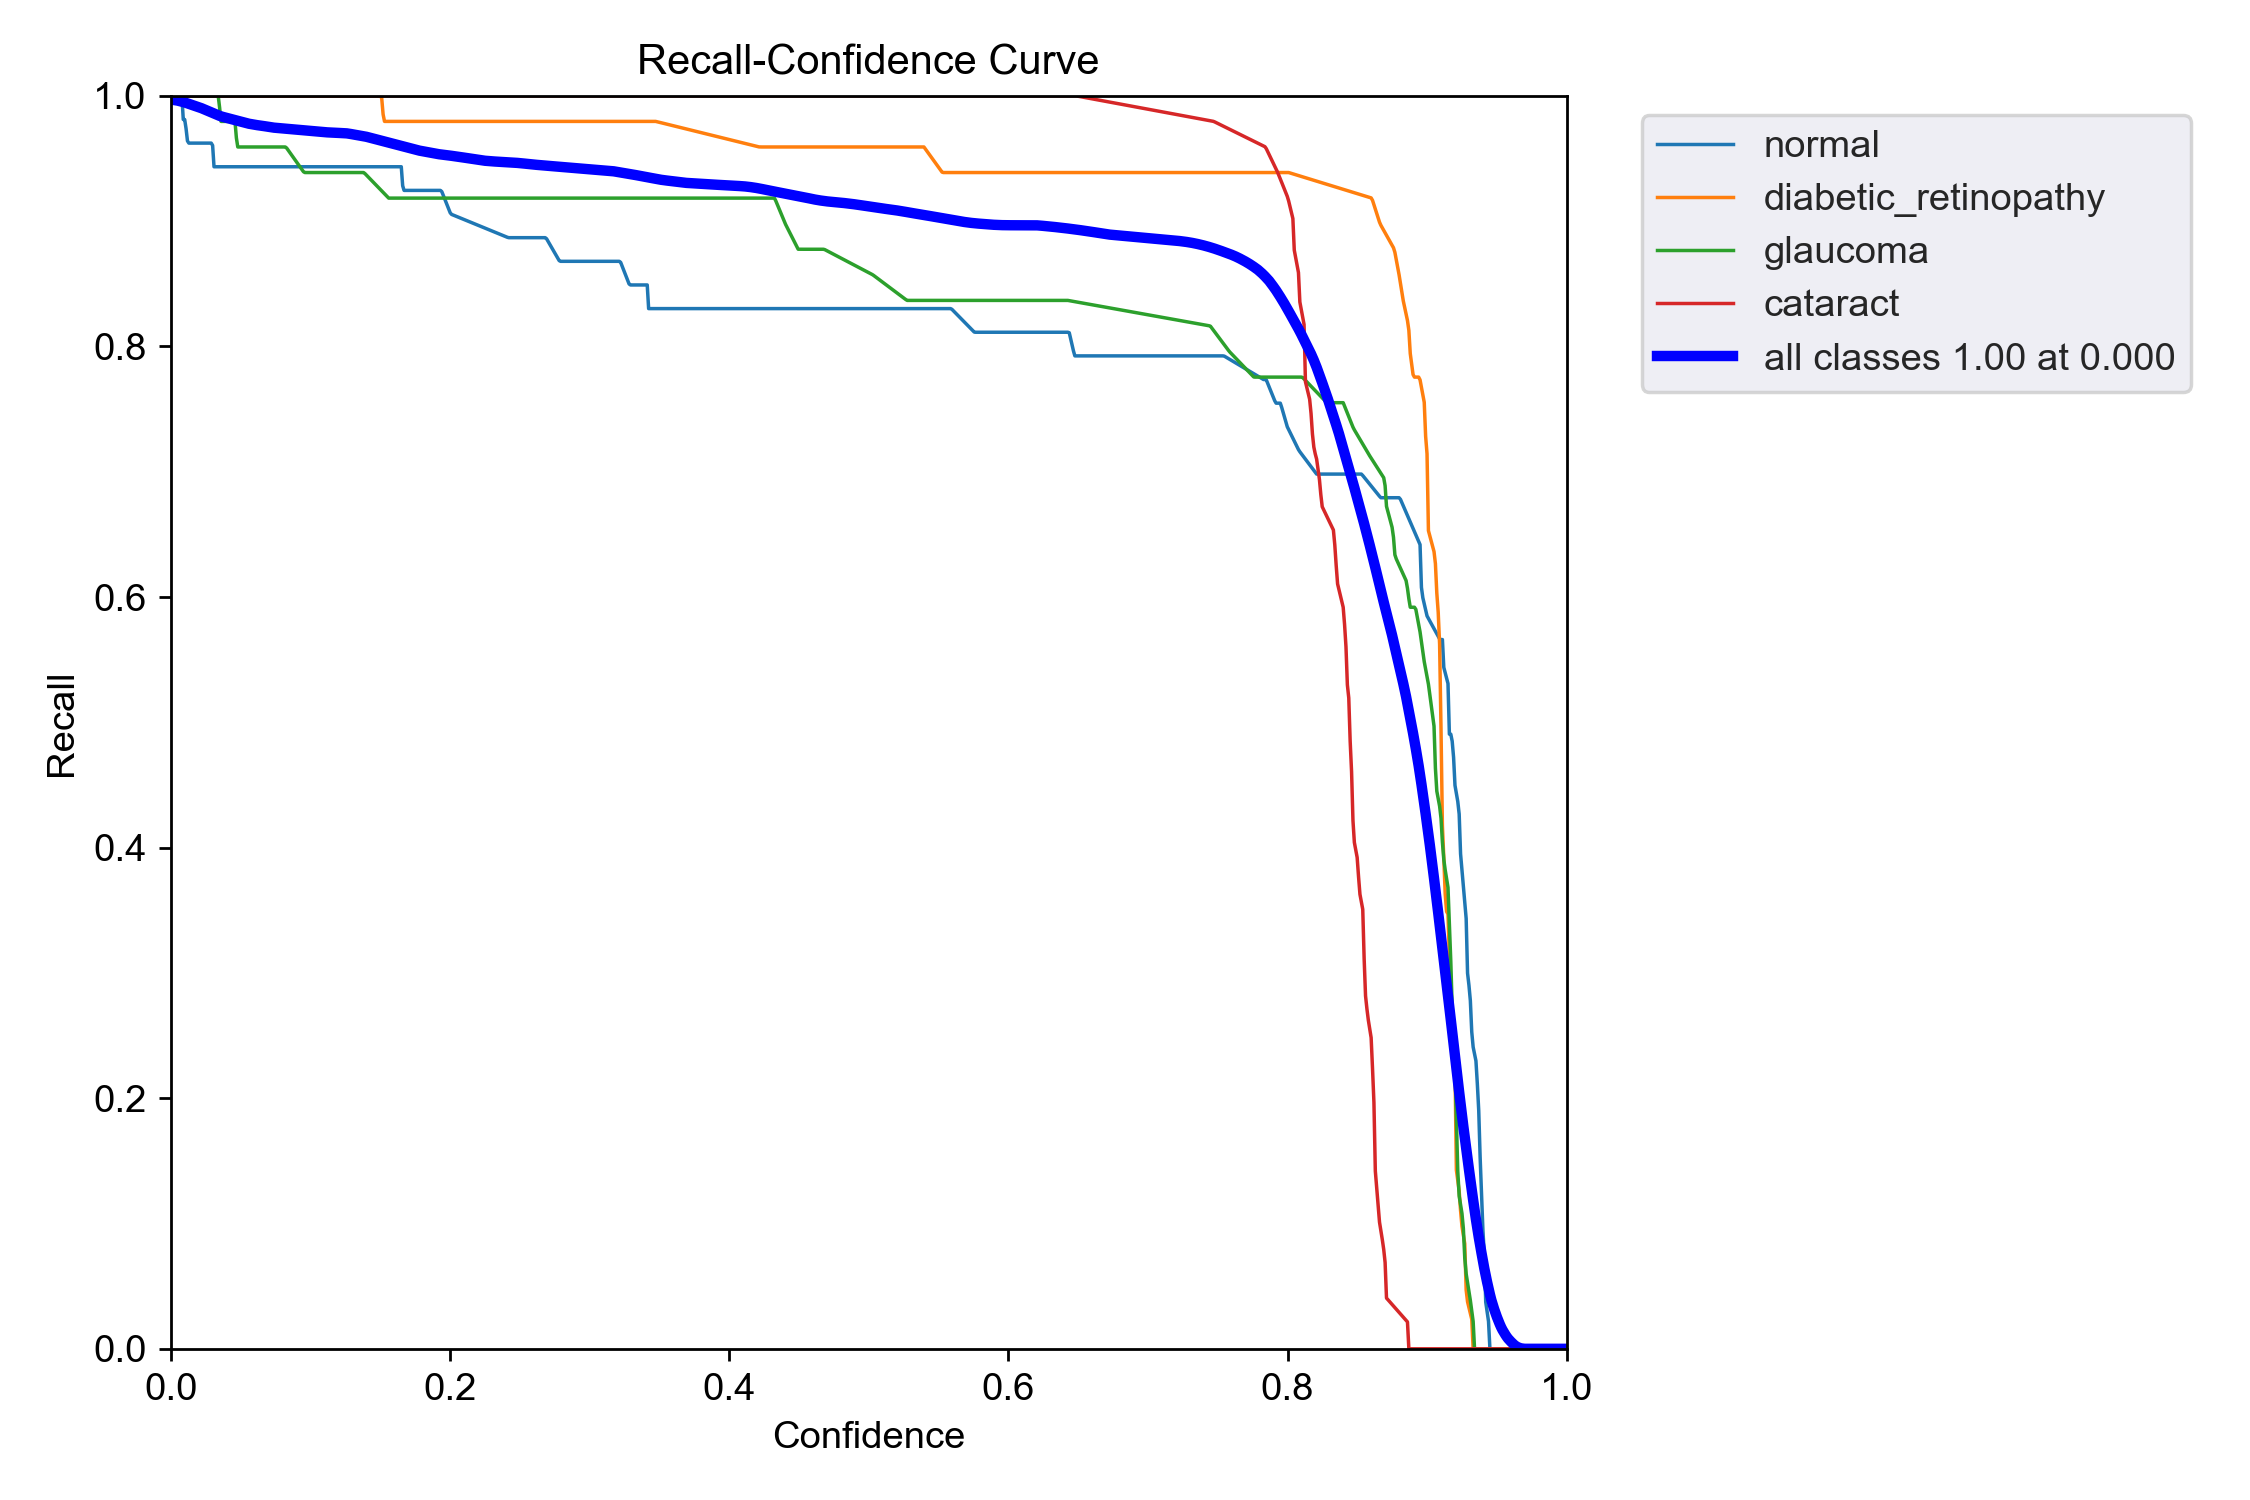 Recall-Confidence Curve
1.0
0.8
0.6
0.4
0.2
0.0
Recall
0.0 0.2 0.4 0.6 0.8 1.0
Confidence
normal
diabetic_retinopathy
glaucoma
cataract
all classes 1.00 at 0.000